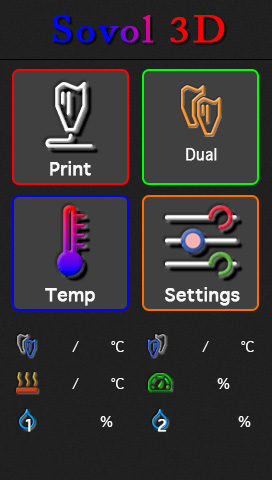 Sovol 3D
Print
Dual
Temp
Settings
/ °C / °C
/ °C %
1 % 2 %